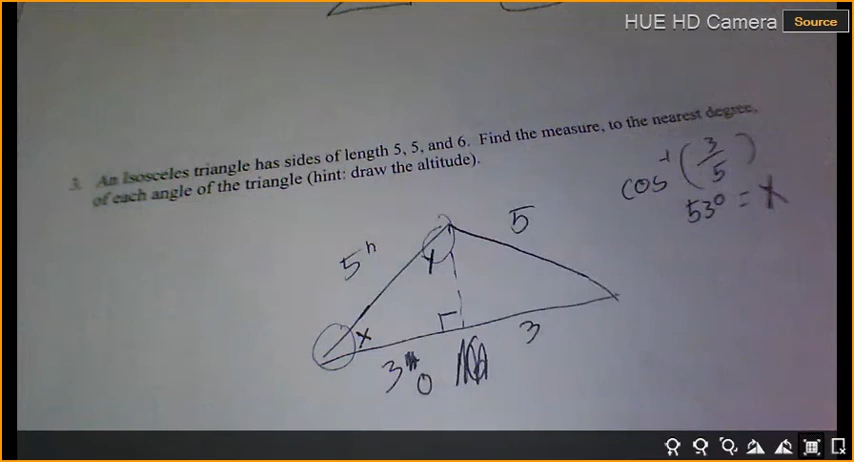 HUE HD Camera
Source
3. An Isosceles triangle has sides of length 5, 5, and 6. Find the measure, to the nearest degree,
of each angle of the triangle (hint: draw the altitude).
cos⁻¹(3/5)
53° = x
5 h
5
y
x
3
O
3